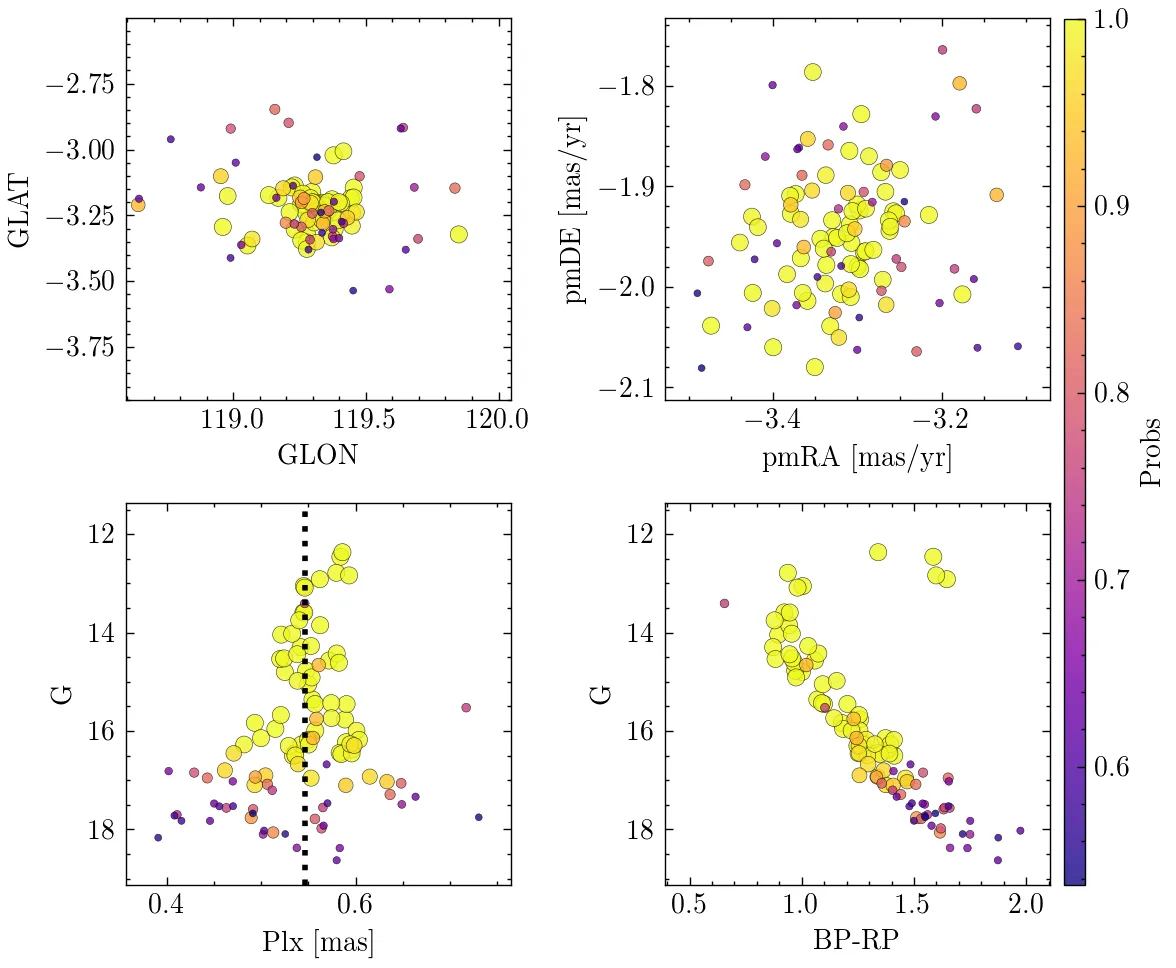 −2.75
−3.00
−3.25
−3.50
−3.75
GLAT
119.0 119.5 120.0
GLON
−1.8
−1.9
−2.0
−2.1
pmDE [mas/yr]
−3.4 −3.2
pmRA [mas/yr]
12
14
16
18
G
0.4 0.6
Plx [mas]
12
14
16
18
G
0.5 1.0 1.5 2.0
BP-RP
1.0
0.9
0.8
0.7
0.6
Probs